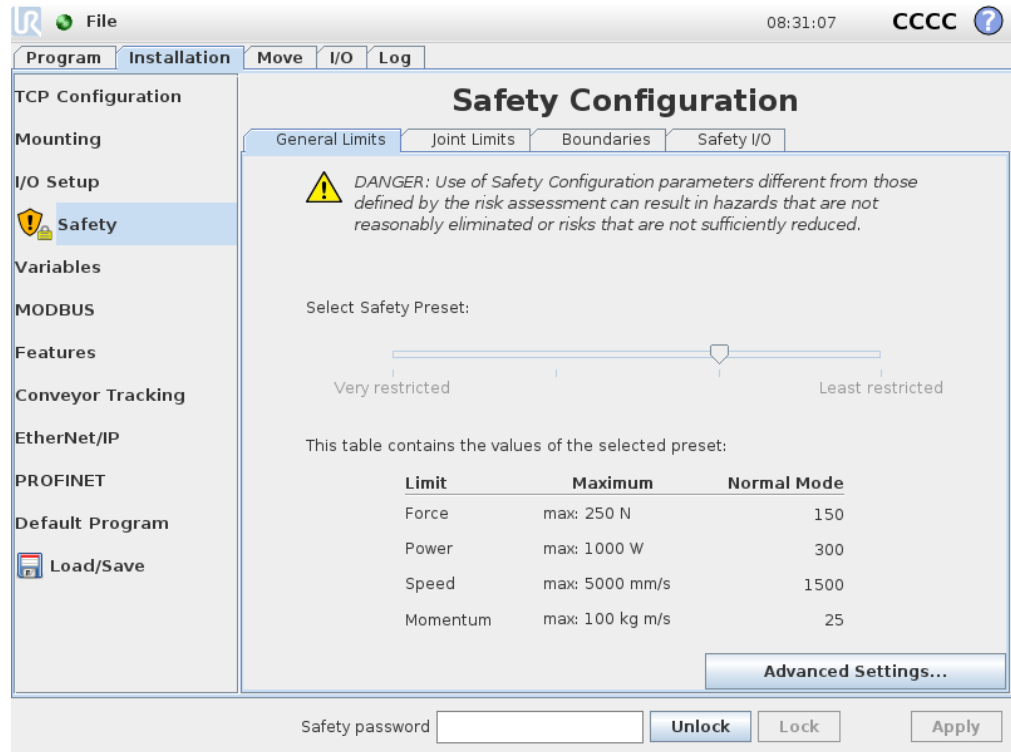 UR File 08:31:07 CCCC ?
Program Installation Move I/O Log
TCP Configuration
Mounting
I/O Setup
Safety
Variables
MODBUS
Features
Conveyor Tracking
EtherNet/IP
PROFINET
Default Program
Load/Save
Safety Configuration
General Limits Joint Limits Boundaries Safety I/O
DANGER: Use of Safety Configuration parameters different from those
defined by the risk assessment can result in hazards that are not
reasonably eliminated or risks that are not sufficiently reduced.
Select Safety Preset:
Very restricted Least restricted
This table contains the values of the selected preset:
Limit Maximum Normal Mode
Force max: 250 N 150
Power max: 1000 W 300
Speed max: 5000 mm/s 1500
Momentum max: 100 kg m/s 25
Advanced Settings...
Safety password Unlock Lock Apply